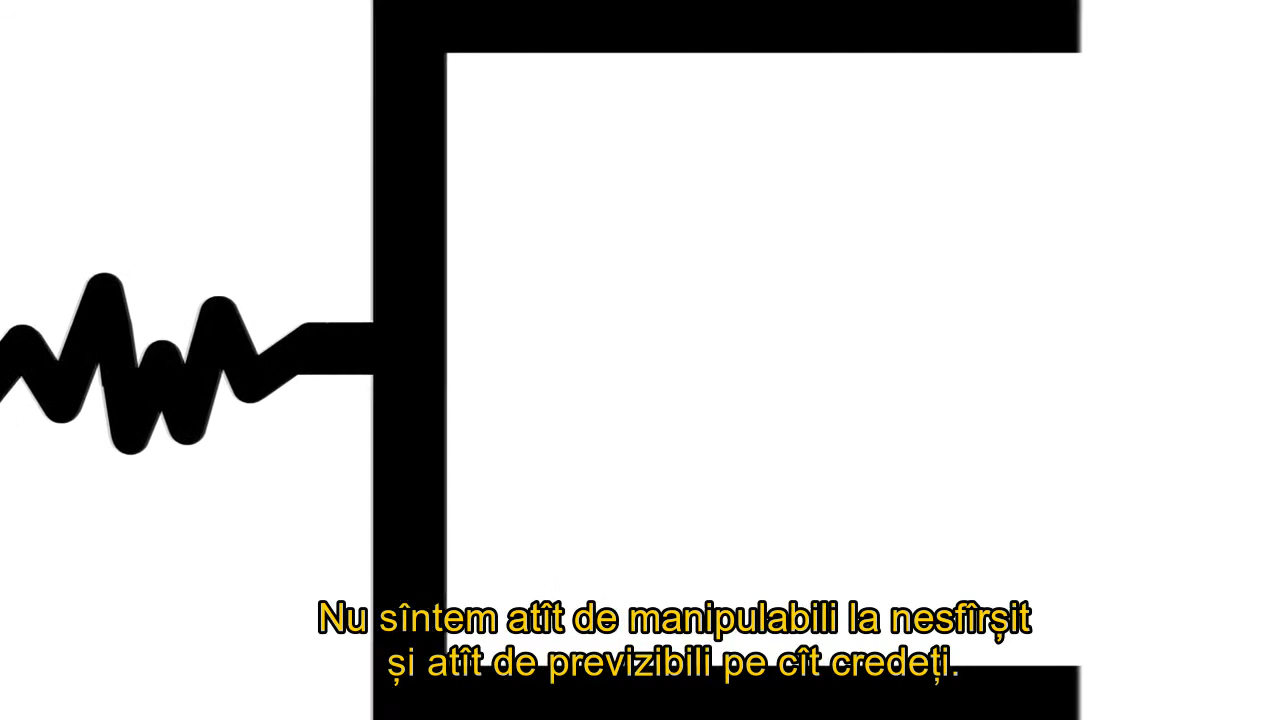 Nu sîntem atît de manipulabili la nesfîrșit
și atît de previzibili pe cît credeți.